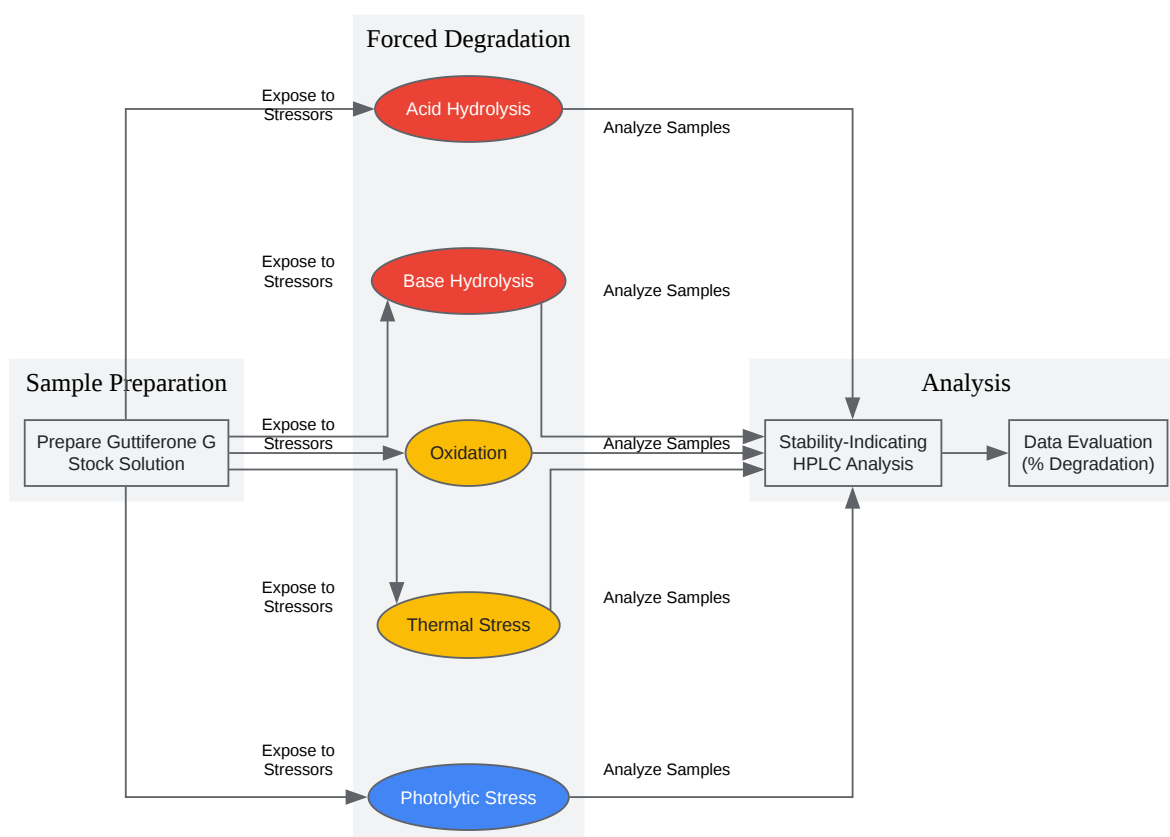 Forced Degradation
Expose to
Stressors
Acid Hydrolysis
Analyze Samples
Expose to
Stressors
Base Hydrolysis
Analyze Samples
Sample Preparation
Analysis
Prepare Guttiferone G
Stock Solution
Expose to
Stressors
Oxidation
Analyze Samples
Stability-Indicating
HPLC Analysis
Data Evaluation
(% Degradation)
Expose to
Stressors
Thermal Stress
Analyze Samples
Expose to
Stressors
Photolytic Stress
Analyze Samples